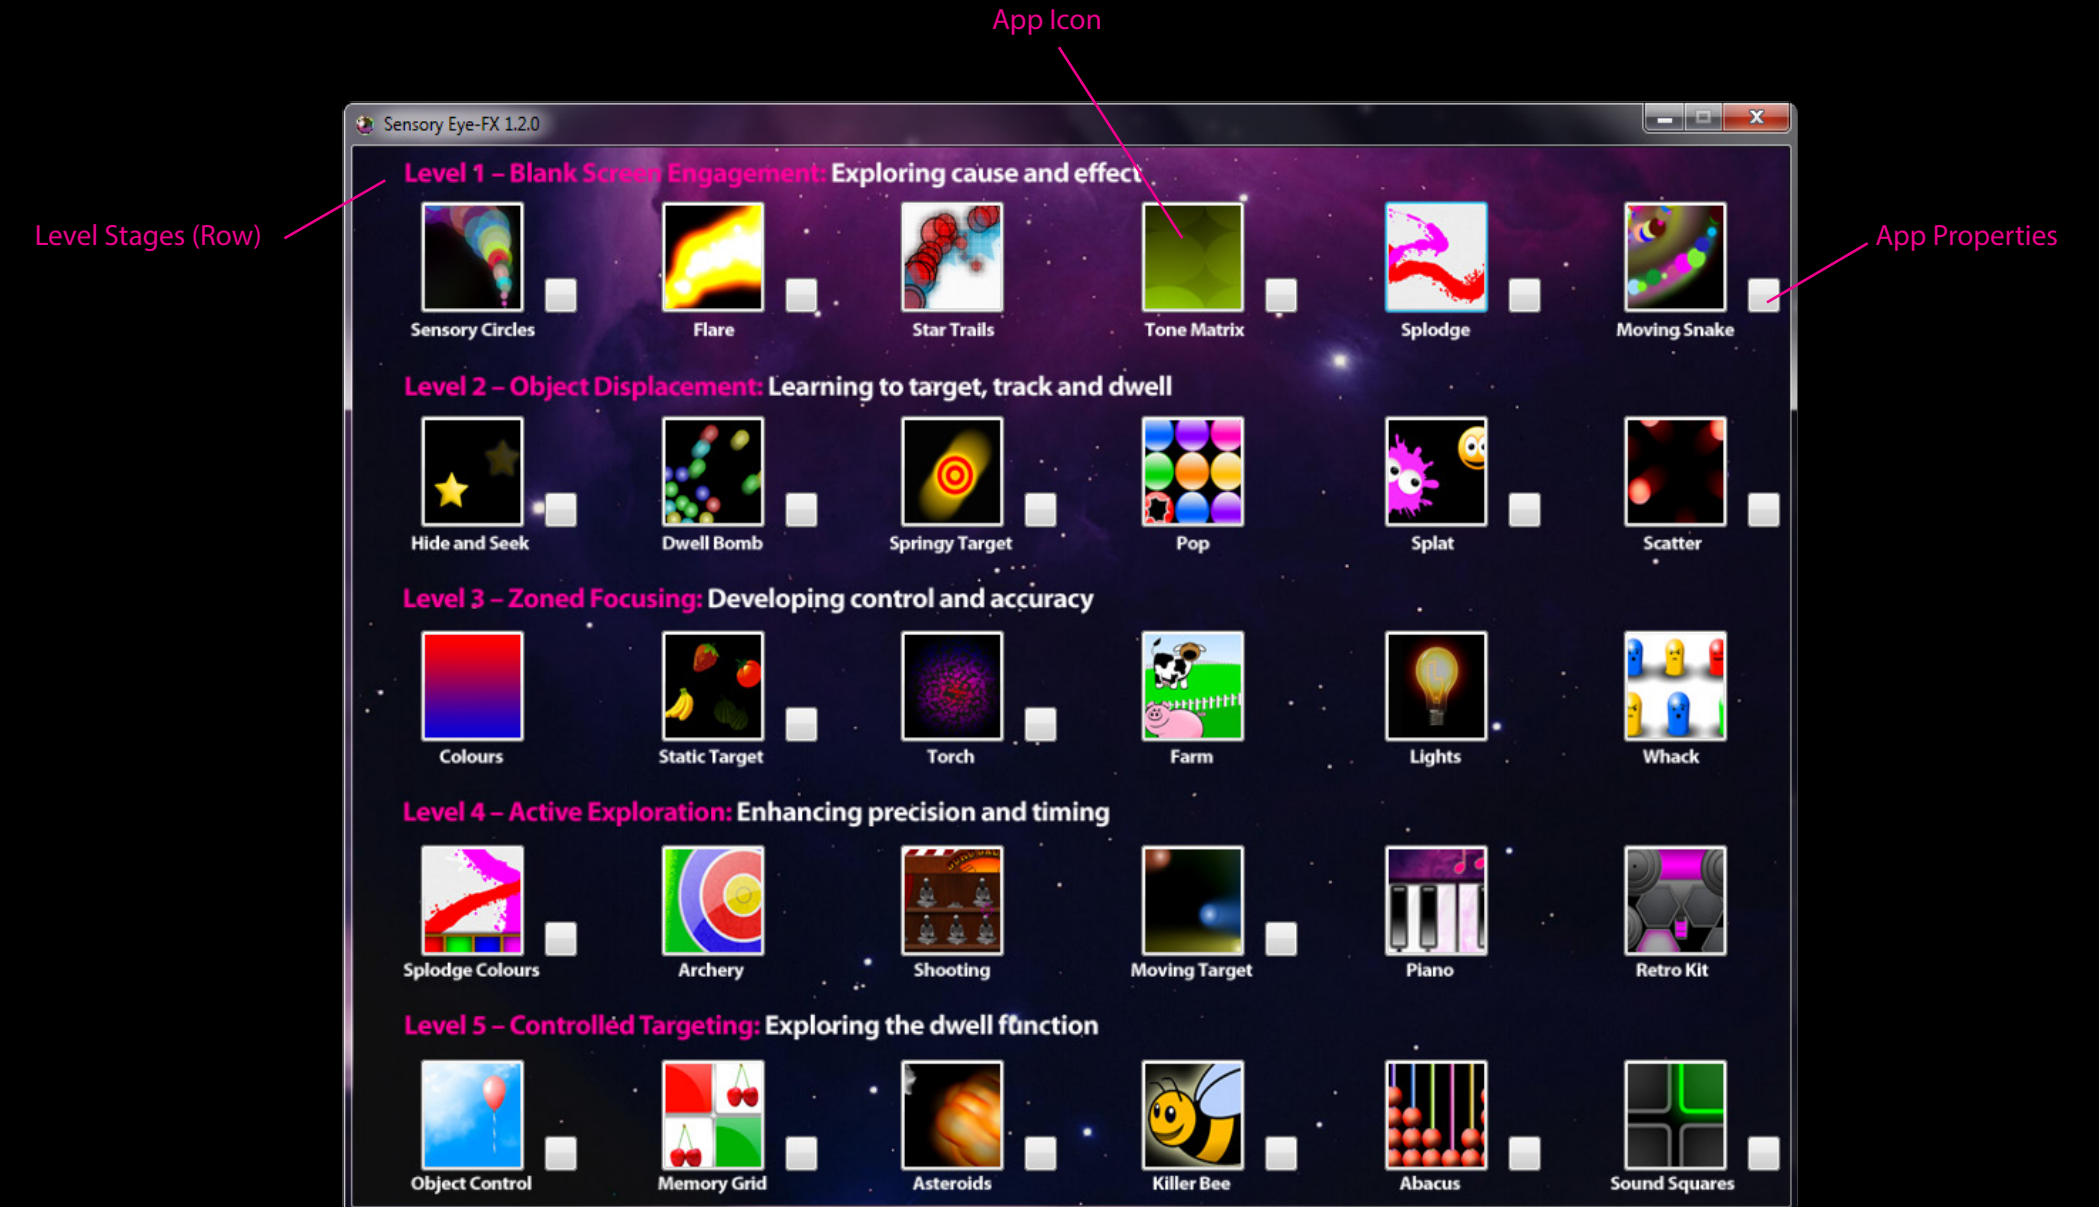 App Icon
Sensory Eye-FX 1.2.0
Level 1 – Blank Screen Engagement: Exploring cause and effect
Level Stages (Row)
App Properties
Sensory Circles
Flare
Star Trails
Tone Matrix
Splodge
Moving Snake
Level 2 – Object Displacement: Learning to target, track and dwell
Hide and Seek
Dwell Bomb
Springy Target
Pop
Splat
Scatter
Level 3 – Zoned Focusing: Developing control and accuracy
Colours
Static Target
Torch
Farm
Lights
Whack
Level 4 – Active Exploration: Enhancing precision and timing
Splodge Colours
Archery
Shooting
Moving Target
Piano
Retro Kit
Level 5 – Controlled Targeting: Exploring the dwell function
Object Control
Memory Grid
Asteroids
Killer Bee
Abacus
Sound Squares